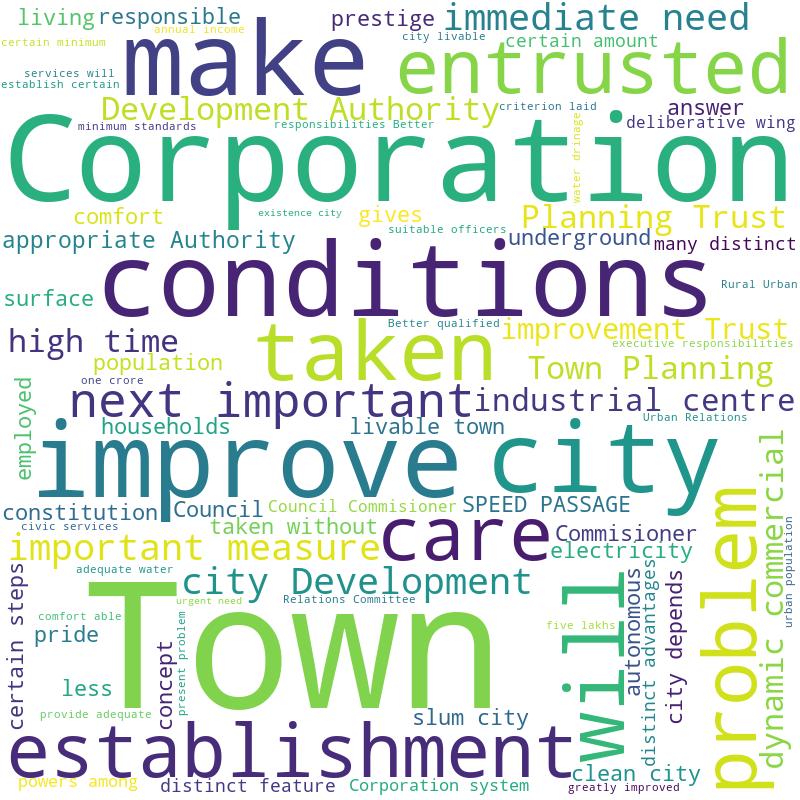 living
responsible
prestige
immediate need
certain minimum
annual income
make
city livable
certain amount
entrusted
services will
establish certain
Development Authority
criterion laid
answer
minimum standards
responsibilities Better
water drinage
deliberative wing
Corporation
comfort
existence city
gives
Planning Trust
suitable officers
appropriate Authority
underground
many distinct
conditions
Rural Urban
surface
Better qualified
improvement Trust
high time
taken
executive responsibilities
population
Town Planning
one crore
next important
industrial centre
employed
households
livable town
Urban Relations
improve
city
constitution
Council
Council Commisioner
SPEED PASSAGE
civic services
taken without
care
Commisioner
important measure
electricity
problem
dynamic commercial
urban population
certain steps
adequate water
city Development
will
autonomous
distinct advantages
city depends
urgent need
Relations Committee
comfort able
Town
present problem
five lakhs
pride
concept
less
provide adequate
slum city
establishment
clean city
powers among
distinct feature
Corporation system
greatly improved